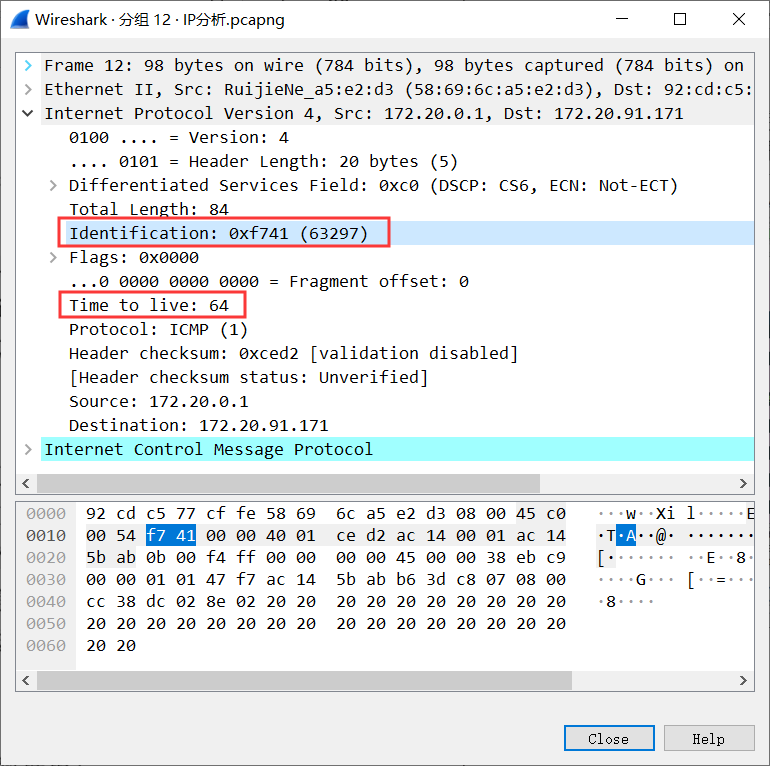 Wireshark · 分组 12 · IP分析.pcapng
Frame 12: 98 bytes on wire (784 bits), 98 bytes captured (784 bits) on
Ethernet II, Src: RuijieNe_a5:e2:d3 (58:69:6c:a5:e2:d3), Dst: 92:cd:c5:
Internet Protocol Version 4, Src: 172.20.0.1, Dst: 172.20.91.171
0100 .... = Version: 4
.... 0101 = Header Length: 20 bytes (5)
Differentiated Services Field: 0xc0 (DSCP: CS6, ECN: Not-ECT)
Total Length: 84
Identification: 0xf741 (63297)
Flags: 0x0000
...0 0000 0000 0000 = Fragment offset: 0
Time to live: 64
Protocol: ICMP (1)
Header checksum: 0xced2 [validation disabled]
[Header checksum status: Unverified]
Source: 172.20.0.1
Destination: 172.20.91.171
Internet Control Message Protocol
0000 92 cd c5 77 cf fe 58 69 6c a5 e2 d3 08 00 45 c0 ···w··Xi l·····E
0010 00 54 f7 41 00 00 40 01 ce d2 ac 14 00 01 ac 14 ·T·A··@· ········
0020 5b ab 0b 00 f4 ff 00 00 00 00 45 00 00 38 eb c9 [······· ··E··8··
0030 00 00 01 01 47 f7 ac 14 5b ab b6 3d c8 07 08 00 ····G··· [··=····
0040 cc 38 dc 02 8e 02 20 20 20 20 20 20 20 20 20 20 ·8····
0050 20 20 20 20 20 20 20 20 20 20 20 20 20 20 20 20
0060 20 20
Close Help